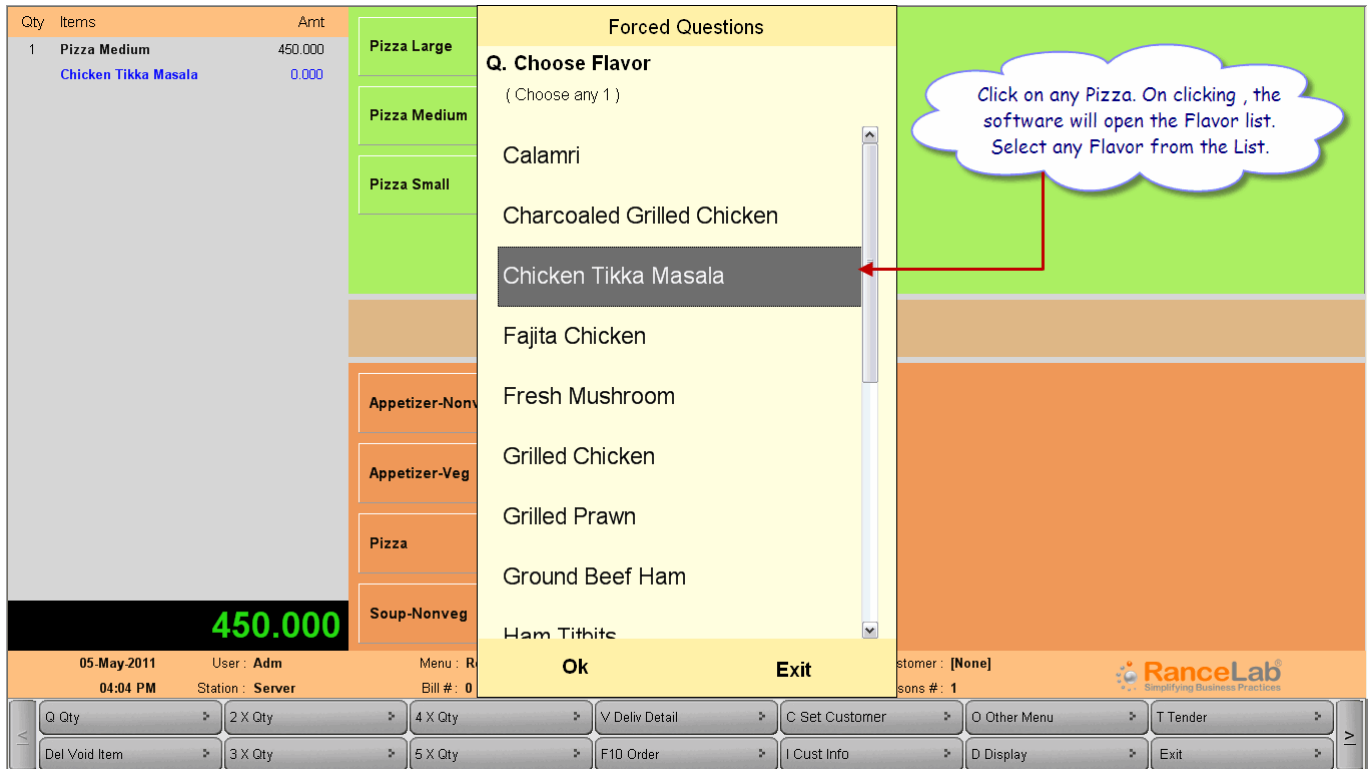 Qty Items Amt
1 Pizza Medium 450.000
Chicken Tikka Masala 0.000
450.000
Pizza Large
Pizza Medium
Pizza Small
Appetizer-Nonv
Appetizer-Veg
Pizza
Soup-Nonveg
Forced Questions
Q. Choose Flavor
( Choose any 1 )
Calamri
Charcoaled Grilled Chicken
Chicken Tikka Masala
Fajita Chicken
Fresh Mushroom
Grilled Chicken
Grilled Prawn
Ground Beef Ham
Ham Titbits
Ok Exit
Click on any Pizza. On clicking , the
software will open the Flavor list.
Select any Flavor from the List.
05-May-2011 User : Adm Menu : R stomer : [None]
04:04 PM Station : Server Bill # : 0 sons # : 1
RanceLab®
Simplifying Business Practices
Q Qty 2 X Qty 4 X Qty V Deliv Detail C Set Customer O Other Menu T Tender
Del Void Item 3 X Qty 5 X Qty F10 Order I Cust Info D Display Exit